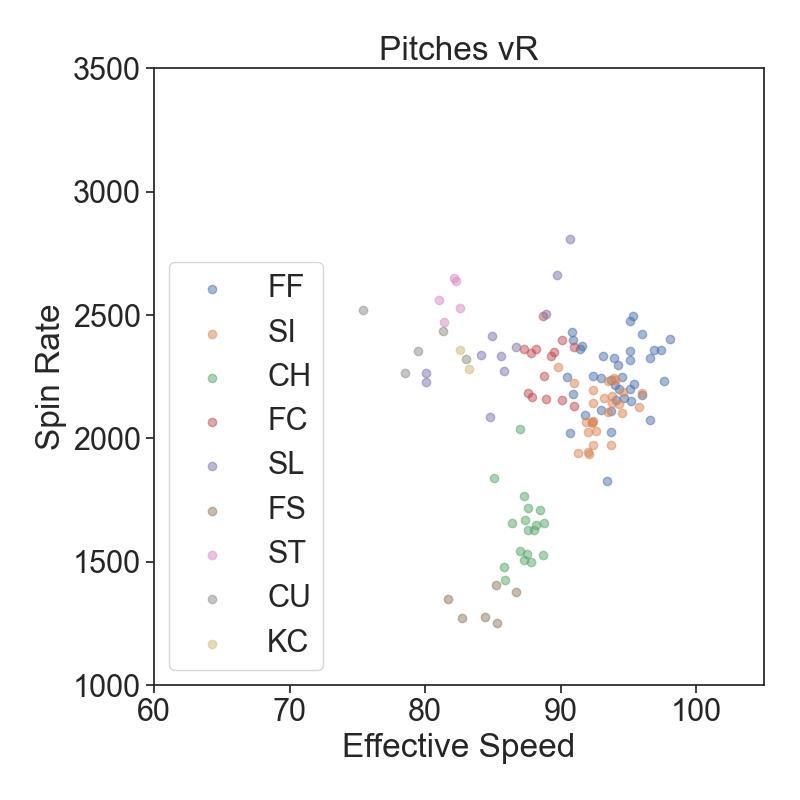 Pitches vR
3500
3000
2500
2000
1500
1000
Spin Rate
FF
SI
CH
FC
SL
FS
ST
CU
KC
60 70 80 90 100
Effective Speed